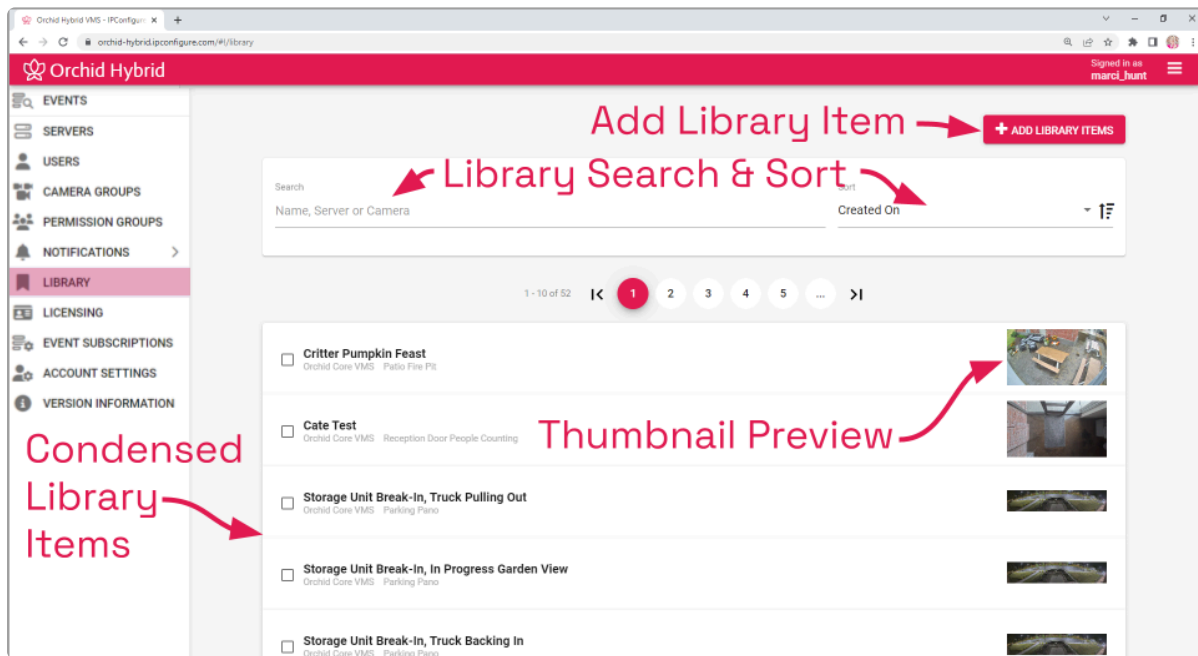 Orchid Hybrid VMS - IPConfigure
orchid-hybrid.ipconfigure.com/#!/library
Orchid Hybrid
Signed in as
marci_hunt
EVENTS
SERVERS
USERS
CAMERA GROUPS
PERMISSION GROUPS
NOTIFICATIONS
LIBRARY
LICENSING
EVENT SUBSCRIPTIONS
ACCOUNT SETTINGS
VERSION INFORMATION
Add Library Item
ADD LIBRARY ITEMS
Library Search & Sort
Search
Name, Server or Camera
Sort
Created On
1 - 10 of 52
1 2 3 4 5 ...
Critter Pumpkin Feast
Orchid Core VMS Patio Fire Pit
Cate Test
Orchid Core VMS Reception Door People Counting
Thumbnail Preview
Condensed
Library
Items
Storage Unit Break-In, Truck Pulling Out
Orchid Core VMS Parking Pano
Storage Unit Break-In, In Progress Garden View
Orchid Core VMS Parking Pano
Storage Unit Break-In, Truck Backing In
Orchid Core VMS Parking Pano